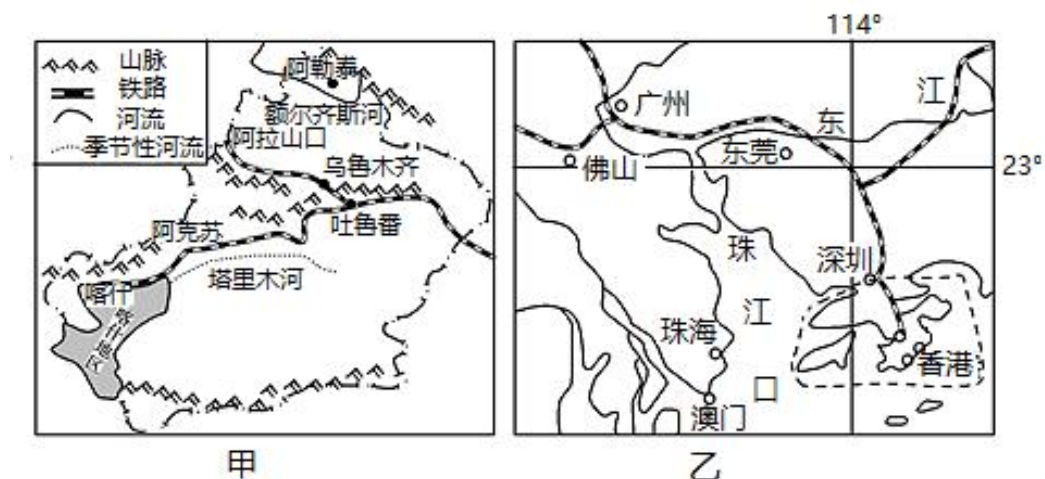 山脉
铁路
河流
季节性河流
阿勒泰
额尔齐斯河
阿拉山口
乌鲁木齐
吐鲁番
阿克苏
塔里木河
喀什
甲
114°
23°
广州
佛山
东莞
东
江
深圳
珠
江
口
珠海
澳门
香港
乙